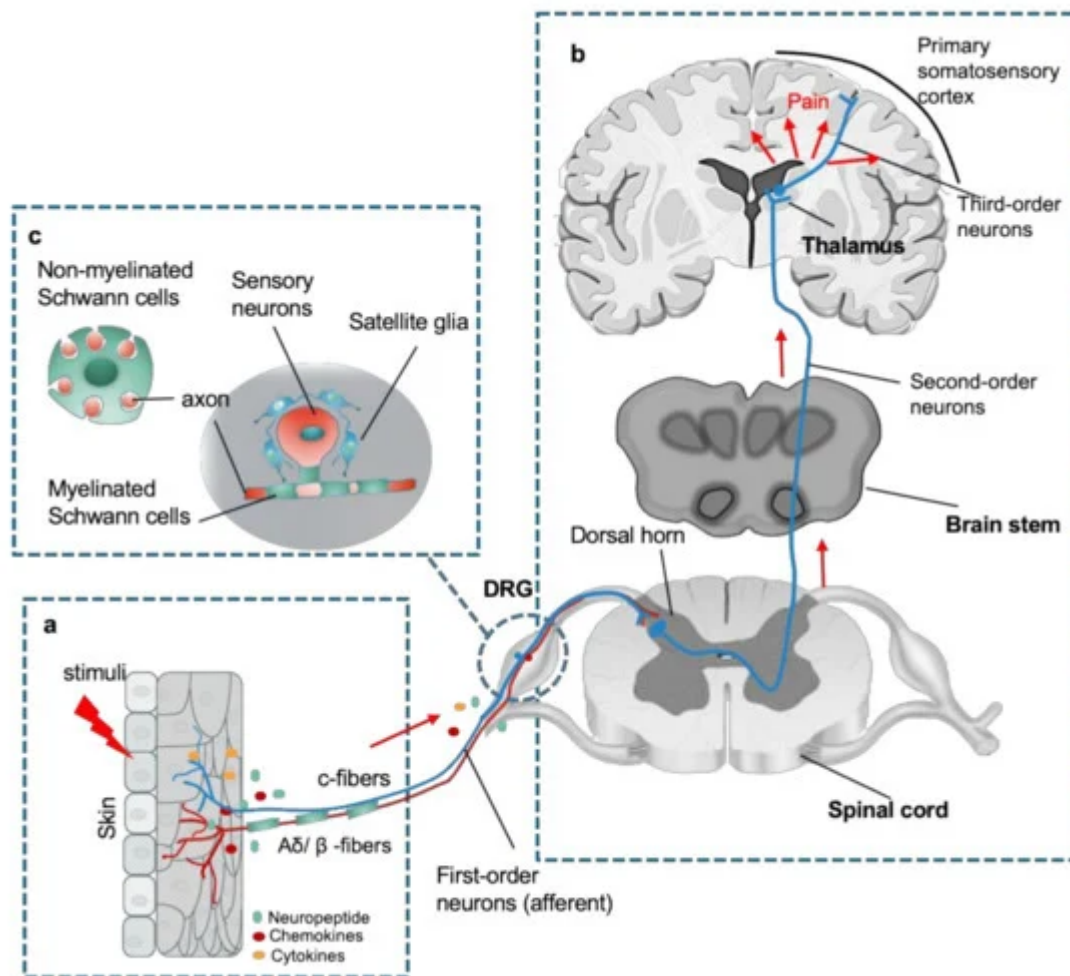 b
Primary
somatosensory
cortex
Pain
Third-order
neurons
Thalamus
Second-order
neurons
Brain stem
Dorsal horn
Spinal cord
c
Non-myelinated
Schwann cells
Sensory
neurons
Satellite glia
axon
Myelinated
Schwann cells
DRG
a
stimuli
Skin
c-fibers
Aδ/ β -fibers
First-order
neurons (afferent)
Neuropeptide
Chemokines
Cytokines